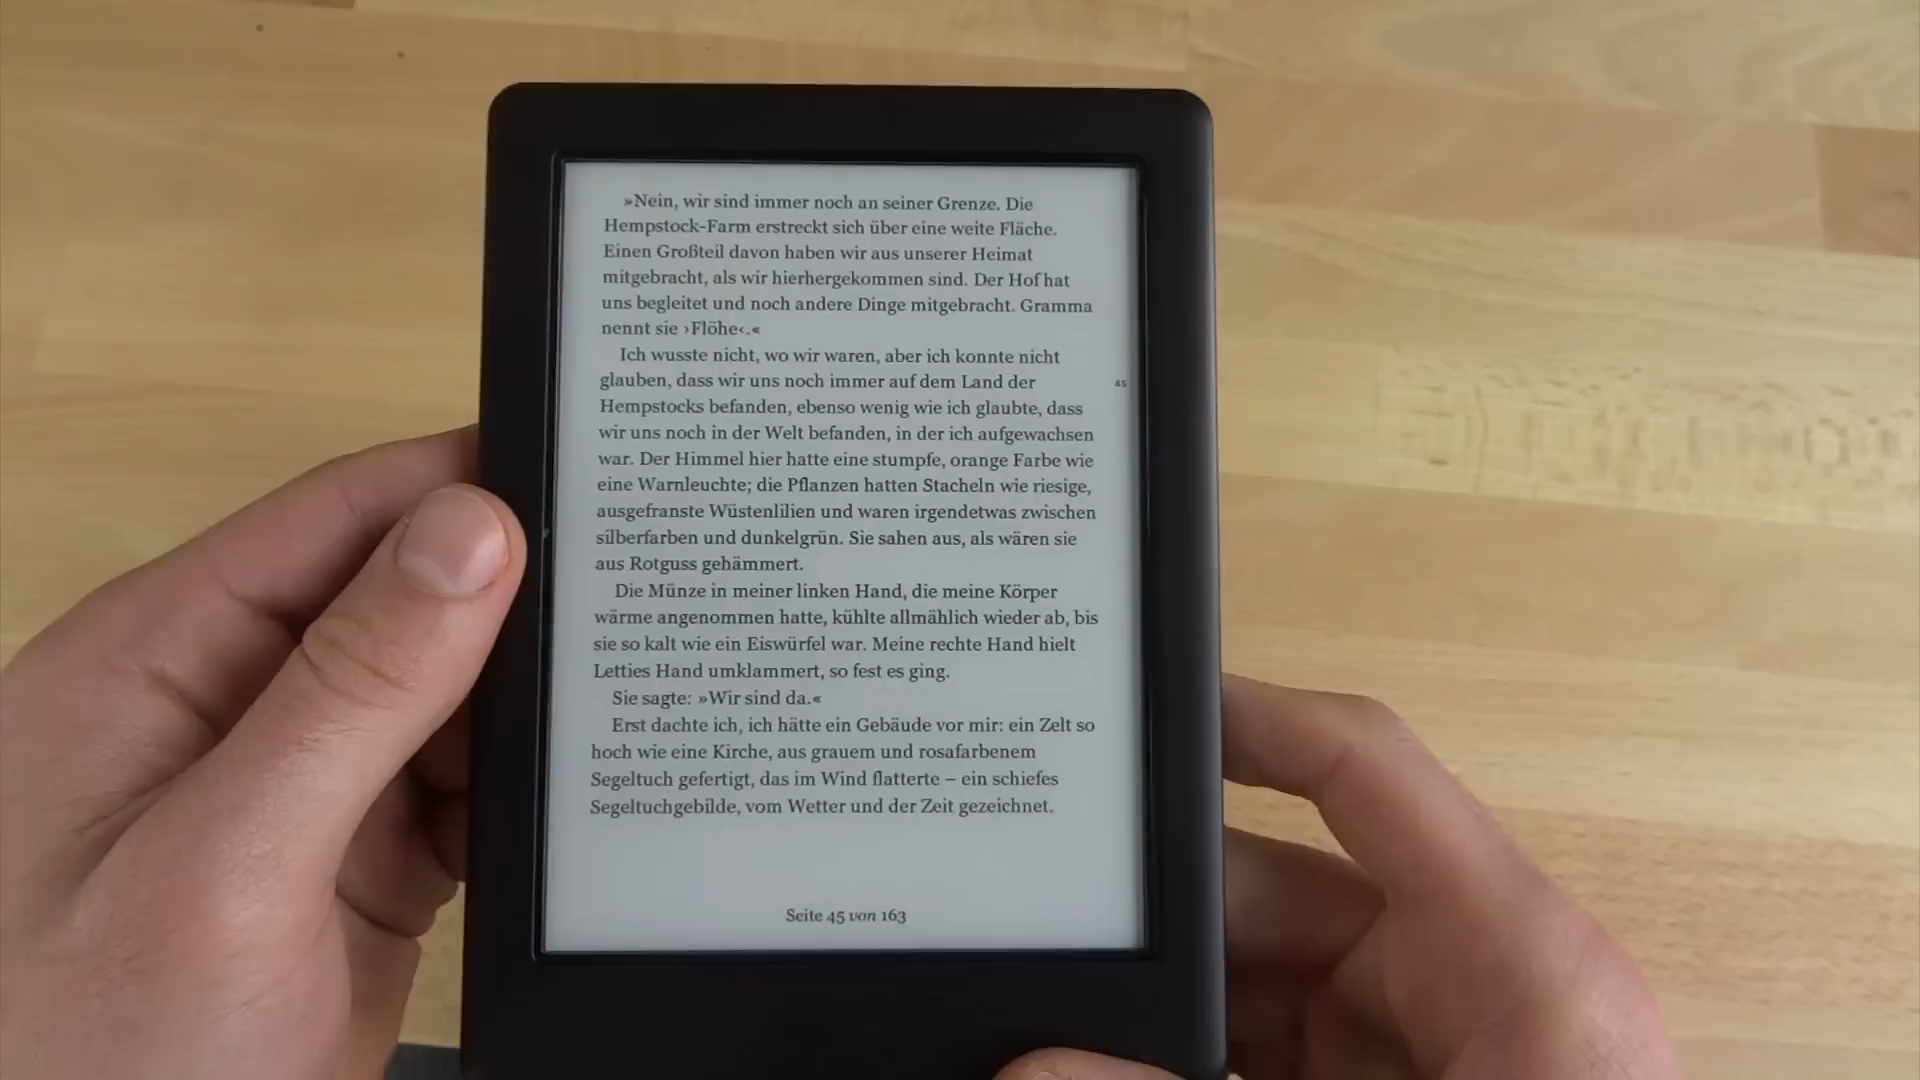 »Nein, wir sind immer noch an seiner Grenze. Die
Hempstock-Farm erstreckt sich über eine weite Fläche.
Einen Großteil davon haben wir aus unserer Heimat
mitgebracht, als wir hierhergekommen sind. Der Hof hat
uns begleitet und noch andere Dinge mitgebracht. Gramma
nennt sie ›Flöhe‹.«
Ich wusste nicht, wo wir waren, aber ich konnte nicht
glauben, dass wir uns noch immer auf dem Land der
45
Hempstocks befanden, ebenso wenig wie ich glaubte, dass
wir uns noch in der Welt befanden, in der ich aufgewachsen
war. Der Himmel hier hatte eine stumpfe, orange Farbe wie
eine Warnleuchte; die Pflanzen hatten Stacheln wie riesige,
ausgefranste Wüstenlilien und waren irgendetwas zwischen
silberfarben und dunkelgrün. Sie sahen aus, als wären sie
aus Rotguss gehämmert.
Die Münze in meiner linken Hand, die meine Körper
wärme angenommen hatte, kühlte allmählich wieder ab, bis
sie so kalt wie ein Eiswürfel war. Meine rechte Hand hielt
Letties Hand umklammert, so fest es ging.
Sie sagte: »Wir sind da.«
Erst dachte ich, ich hätte ein Gebäude vor mir: ein Zelt so
hoch wie eine Kirche, aus grauem und rosafarbenem
Segeltuch gefertigt, das im Wind flatterte – ein schiefes
Segeltuchgebilde, vom Wetter und der Zeit gezeichnet.
Seite 45 von 163